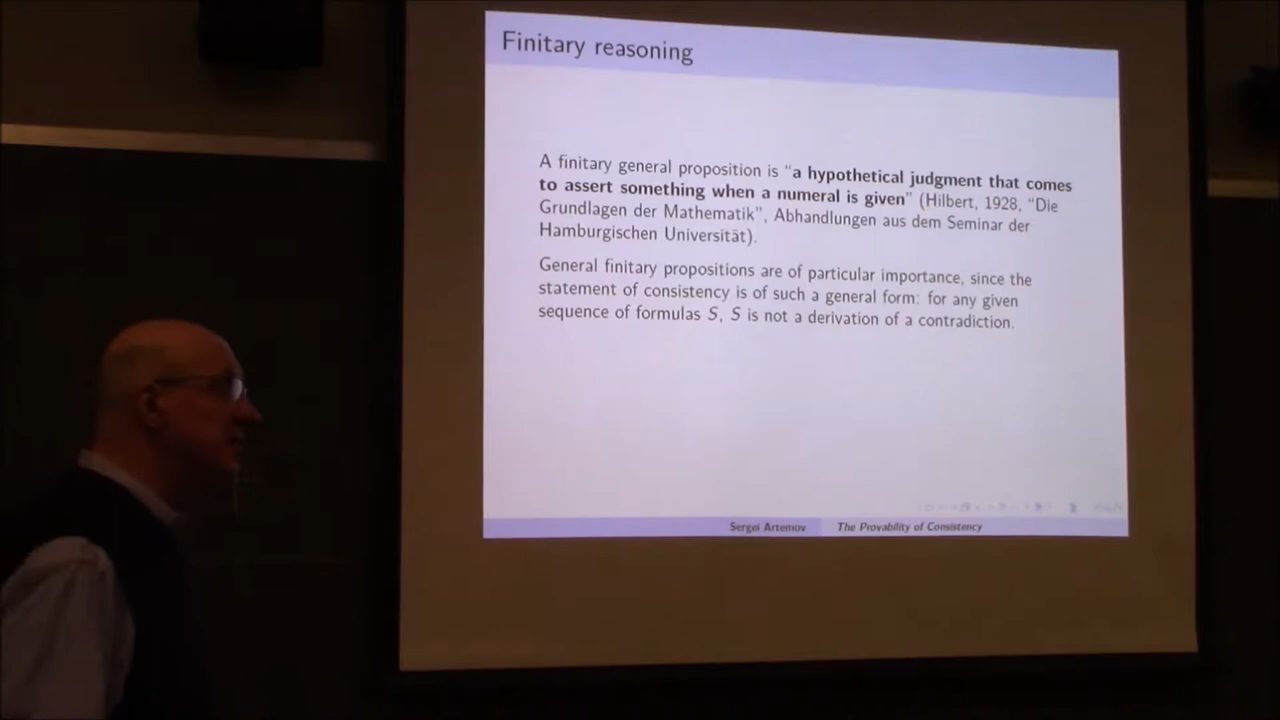 Finitary reasoning
A finitary general proposition is “a hypothetical judgment that comes
to assert something when a numeral is given” (Hilbert, 1928, “Die
Grundlagen der Mathematik”, Abhandlungen aus dem Seminar der
Hamburgischen Universität).
General finitary propositions are of particular importance, since the
statement of consistency is of such a general form: for any given
sequence of formulas S, S is not a derivation of a contradiction.
Sergei Artemov The Provability of Consistency